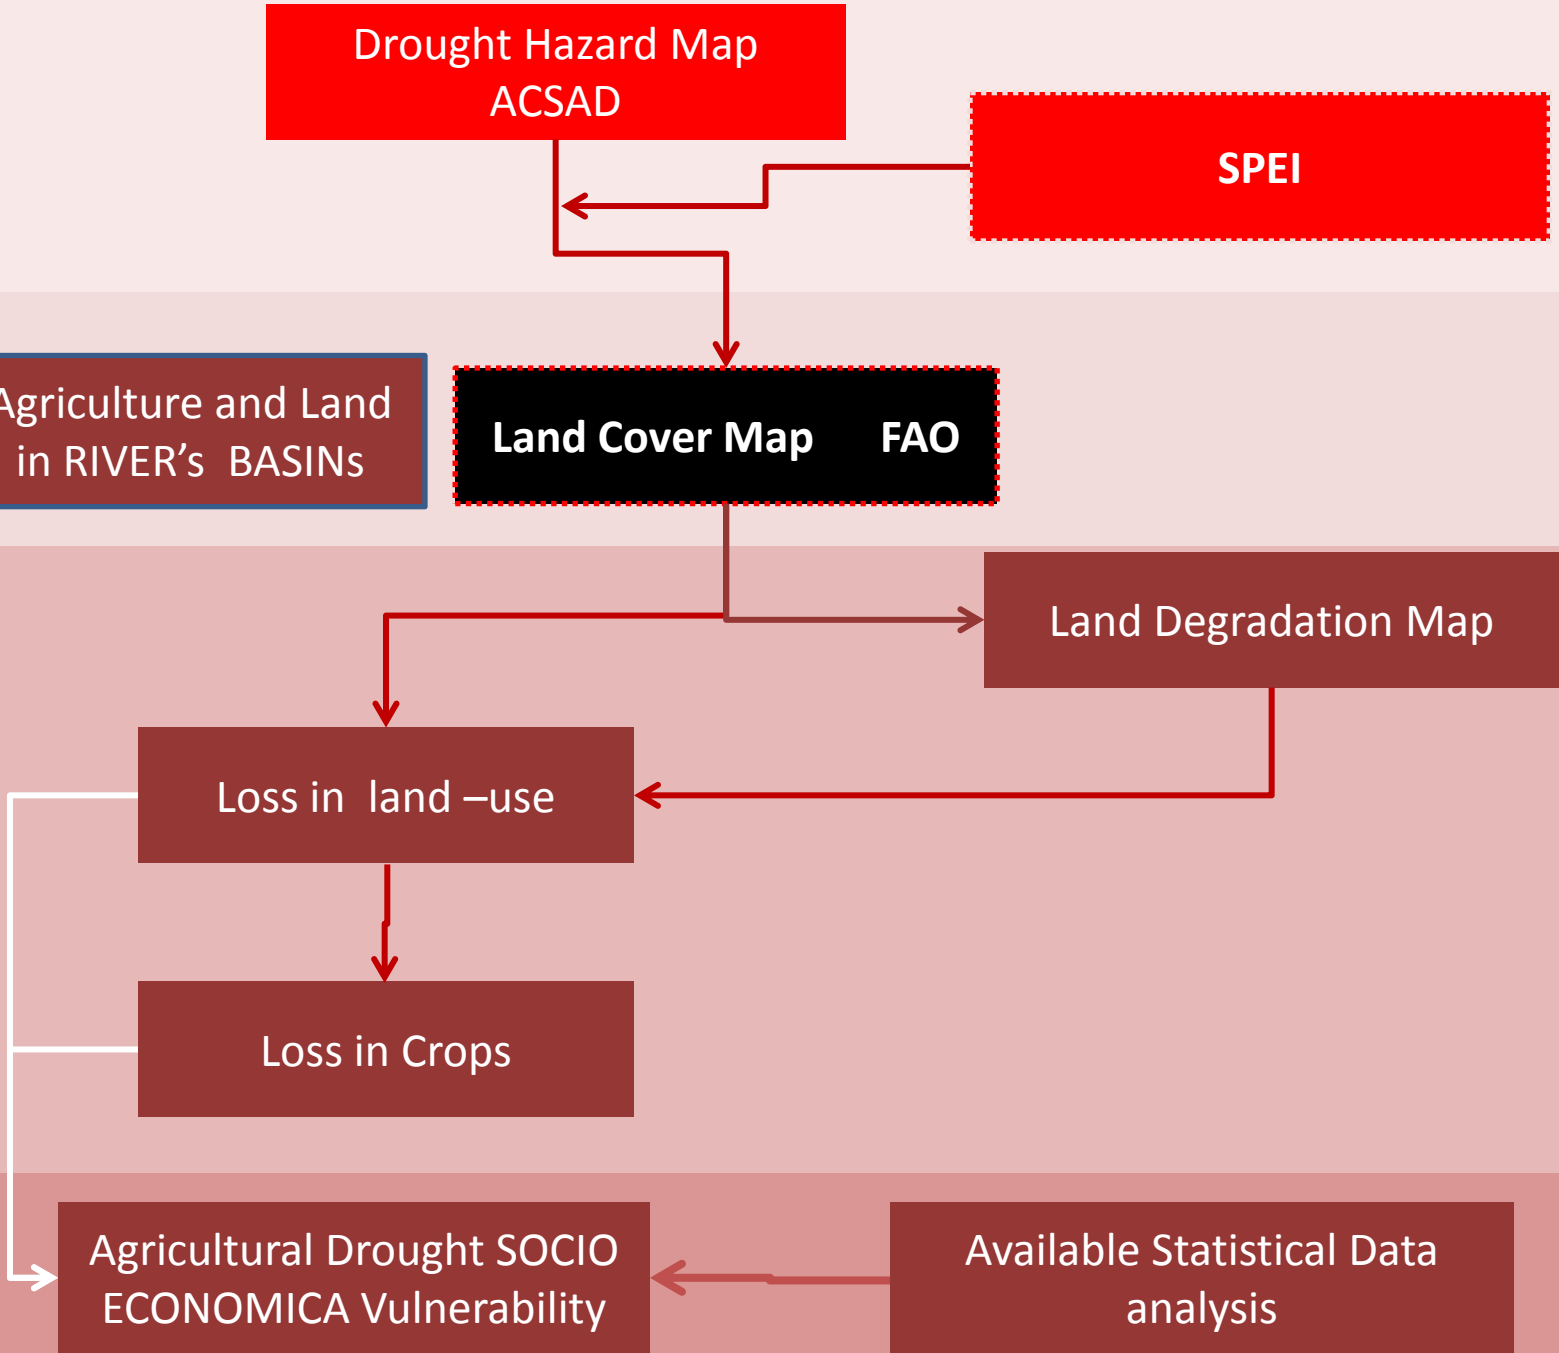 Drought Hazard Map
ACSAD
SPEI
Agriculture and Land
in RIVER’s BASINs
Land Cover Map FAO
Land Degradation Map
Loss in land –use
Loss in Crops
Agricultural Drought SOCIO
ECONOMICA Vulnerability
Available Statistical Data
analysis